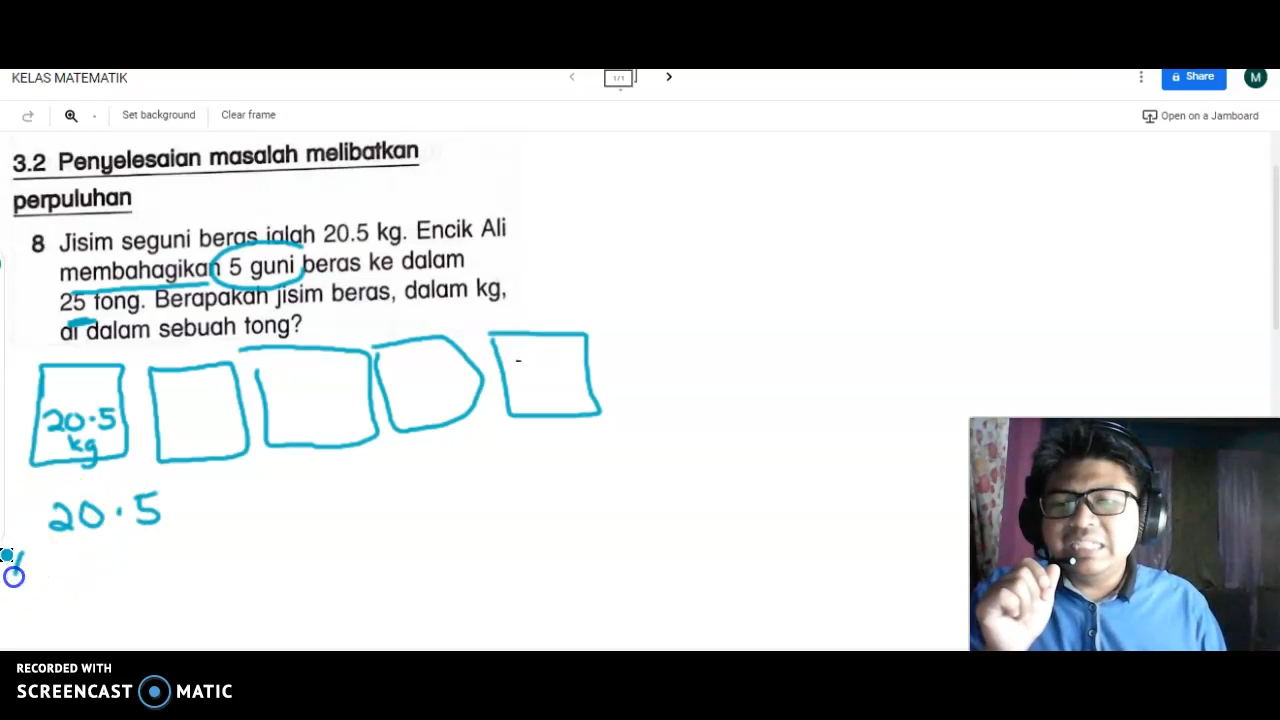 KELAS MATEMATIK
1/1
Share
M
Set background
Clear frame
Open on a Jamboard
3.2 Penyelesaian masalah melibatkan
perpuluhan
8 Jisim seguni beras ialah 20.5 kg. Encik Ali
membahagikan 5 guni beras ke dalam
25 tong. Berapakah jisim beras, dalam kg,
di dalam sebuah tong?
20.5
kg
20.5
RECORDED WITH
SCREENCAST MATIC